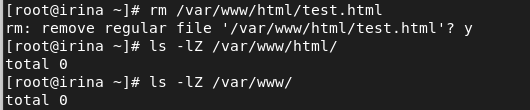 [root@irina ~]# rm /var/www/html/test.html
rm: remove regular file '/var/www/html/test.html'? y
[root@irina ~]# ls -lZ /var/www/html/
total 0
[root@irina ~]# ls -lZ /var/www/
total 0